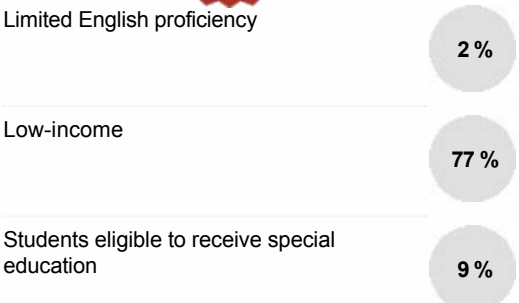 Limited English proficiency
2 %
Low-income
77 %
Students eligible to receive special
education
9 %